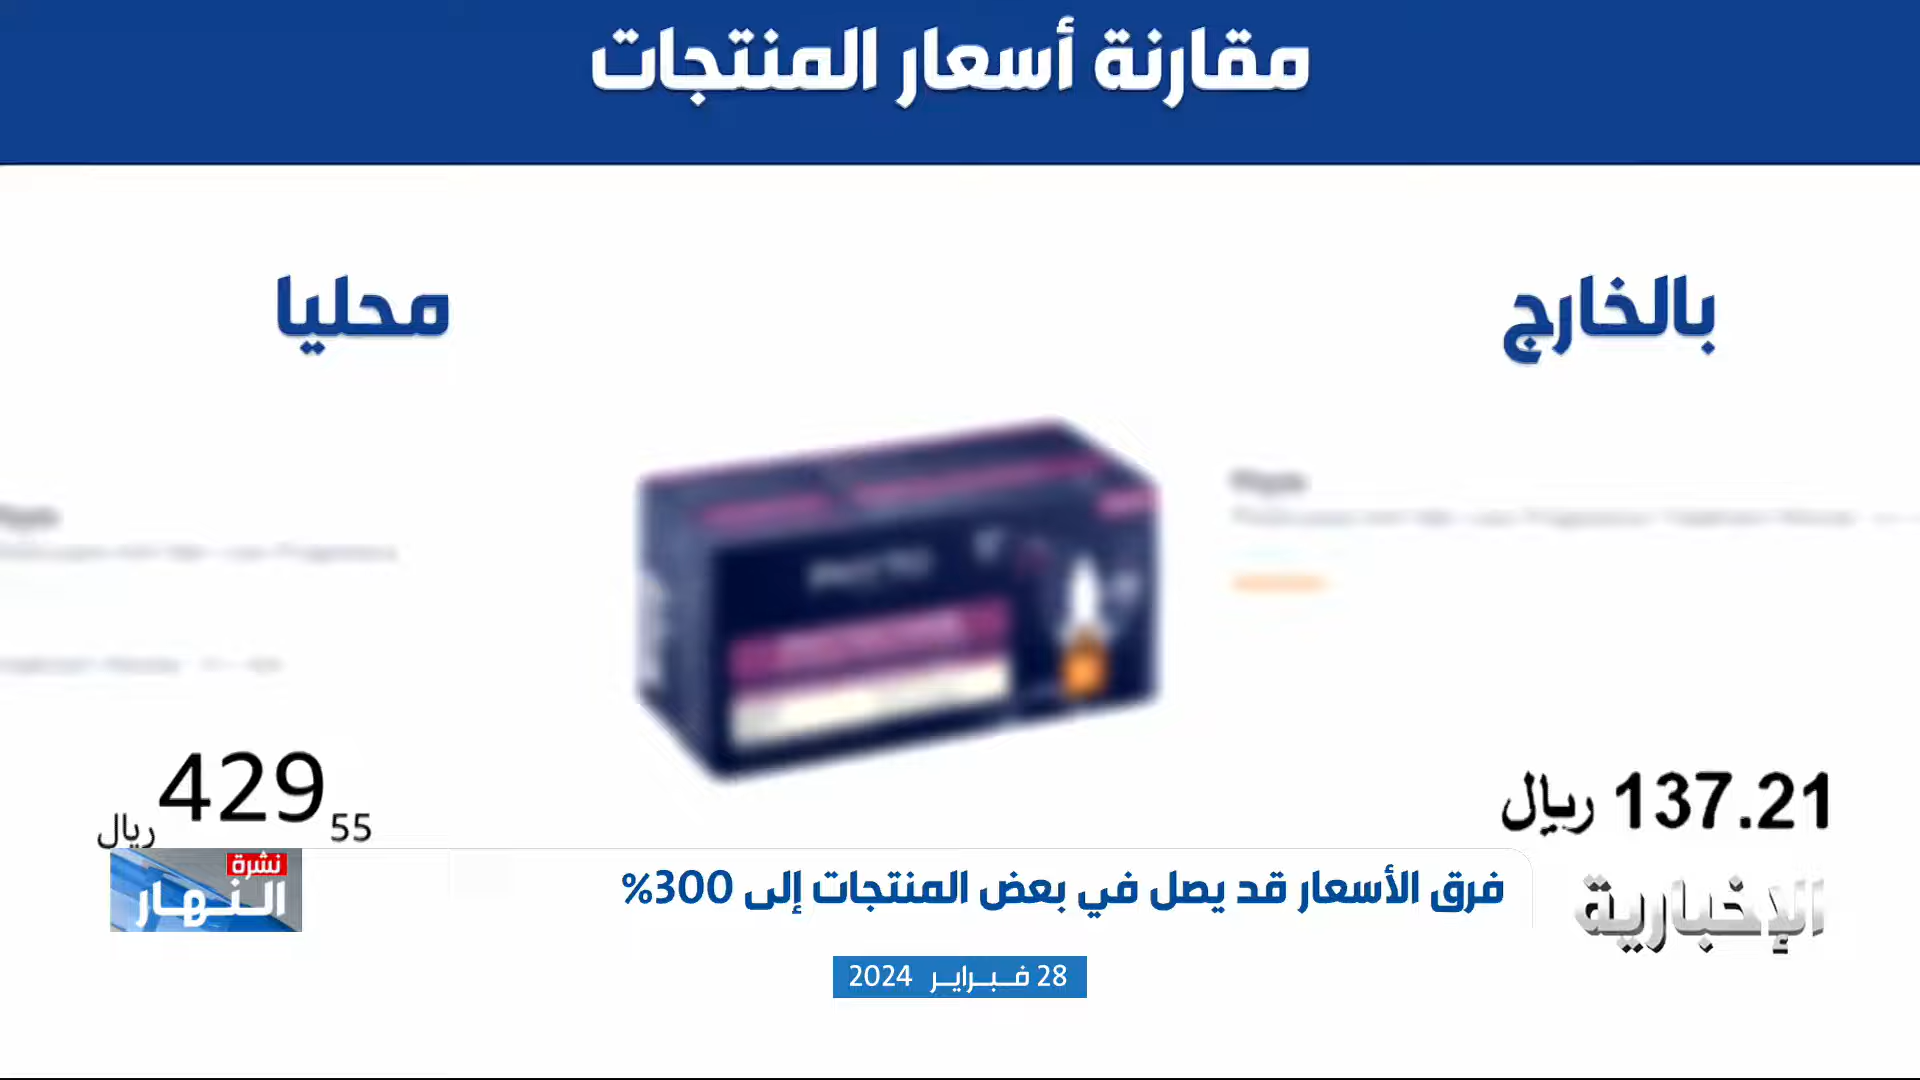 مقارنة أسعار المنتجات
بالخارج
محليا
137.21 ريال
429
55
ريال
فرق الأسعار قد يصل في بعض المنتجات إلى 300%
الإخبارية
نشرة
النهار
28 فبراير 2024